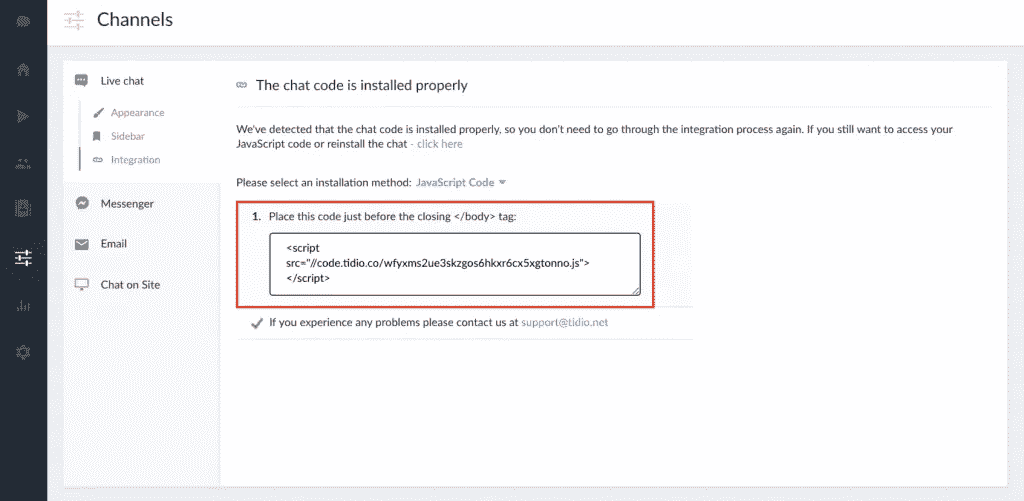 Channels
Live chat
Appearance
Sidebar
Integration
Messenger
Email
Chat on Site
The chat code is installed properly
We've detected that the chat code is installed properly, so you don't need to go through the integration process again. If you still want to access your
JavaScript code or reinstall the chat - click here
Please select an installation method: JavaScript Code
1. Place this code just before the closing </body> tag:
<script
src="//code.tidio.co/wfyxms2ue3skzgos6hkxr6cx5xgtonno.js">
</script>
If you experience any problems please contact us at support@tidio.net